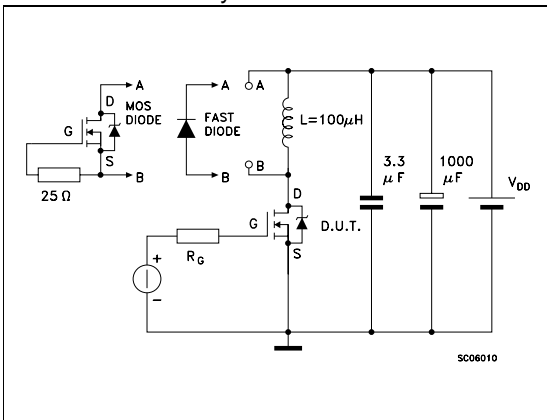 A
D
MOS
DIODE
G
S
B
25 Ω
A
FAST
DIODE
B
A
L=100μH
B
D
G
D.U.T.
S
3.3
μF
1000
μF
VDD
RG
+
−
SC06010